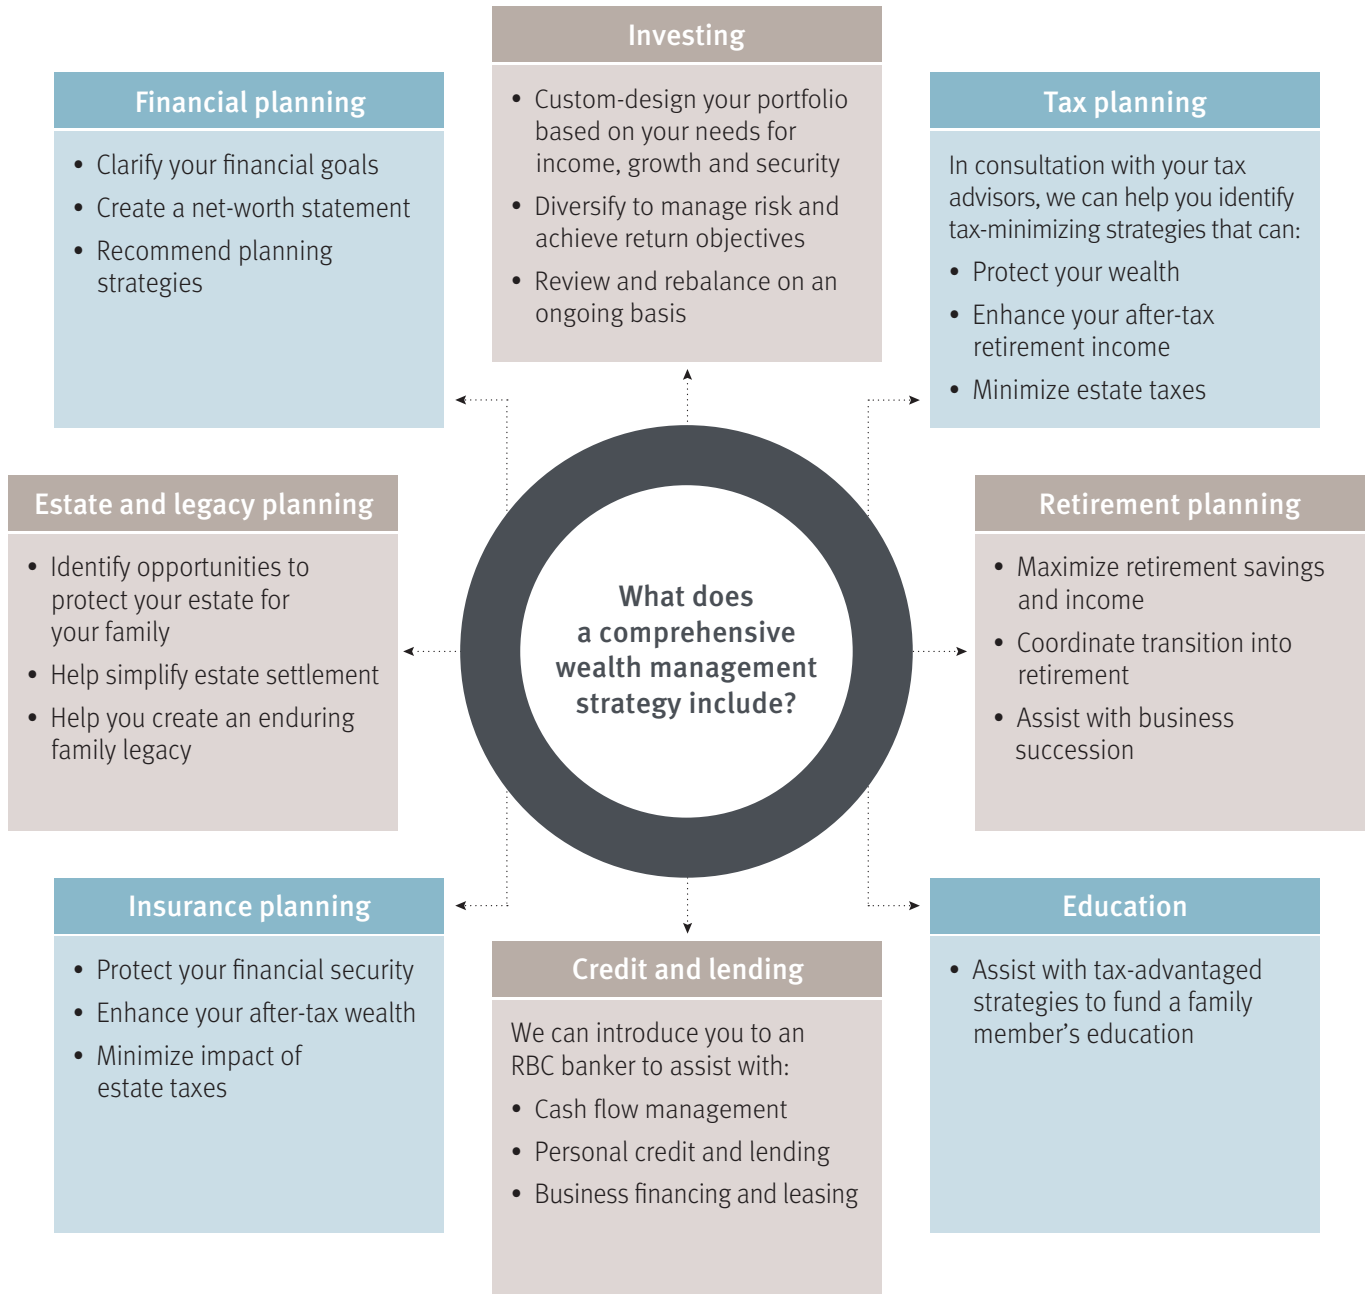 Investing
• Custom-design your portfolio
based on your needs for
income, growth and security
• Diversify to manage risk and
achieve return objectives
• Review and rebalance on an
ongoing basis
Financial planning
• Clarify your financial goals
• Create a net-worth statement
• Recommend planning
strategies
Tax planning
In consultation with your tax
advisors, we can help you identify
tax-minimizing strategies that can:
• Protect your wealth
• Enhance your after-tax
retirement income
• Minimize estate taxes
Estate and legacy planning
• Identify opportunities to
protect your estate for
your family
• Help simplify estate settlement
• Help you create an enduring
family legacy
What does
a comprehensive
wealth management
strategy include?
Retirement planning
• Maximize retirement savings
and income
• Coordinate transition into
retirement
• Assist with business
succession
Insurance planning
• Protect your financial security
• Enhance your after-tax wealth
• Minimize impact of
estate taxes
Credit and lending
We can introduce you to an
RBC banker to assist with:
• Cash flow management
• Personal credit and lending
• Business financing and leasing
Education
• Assist with tax-advantaged
strategies to fund a family
member’s education